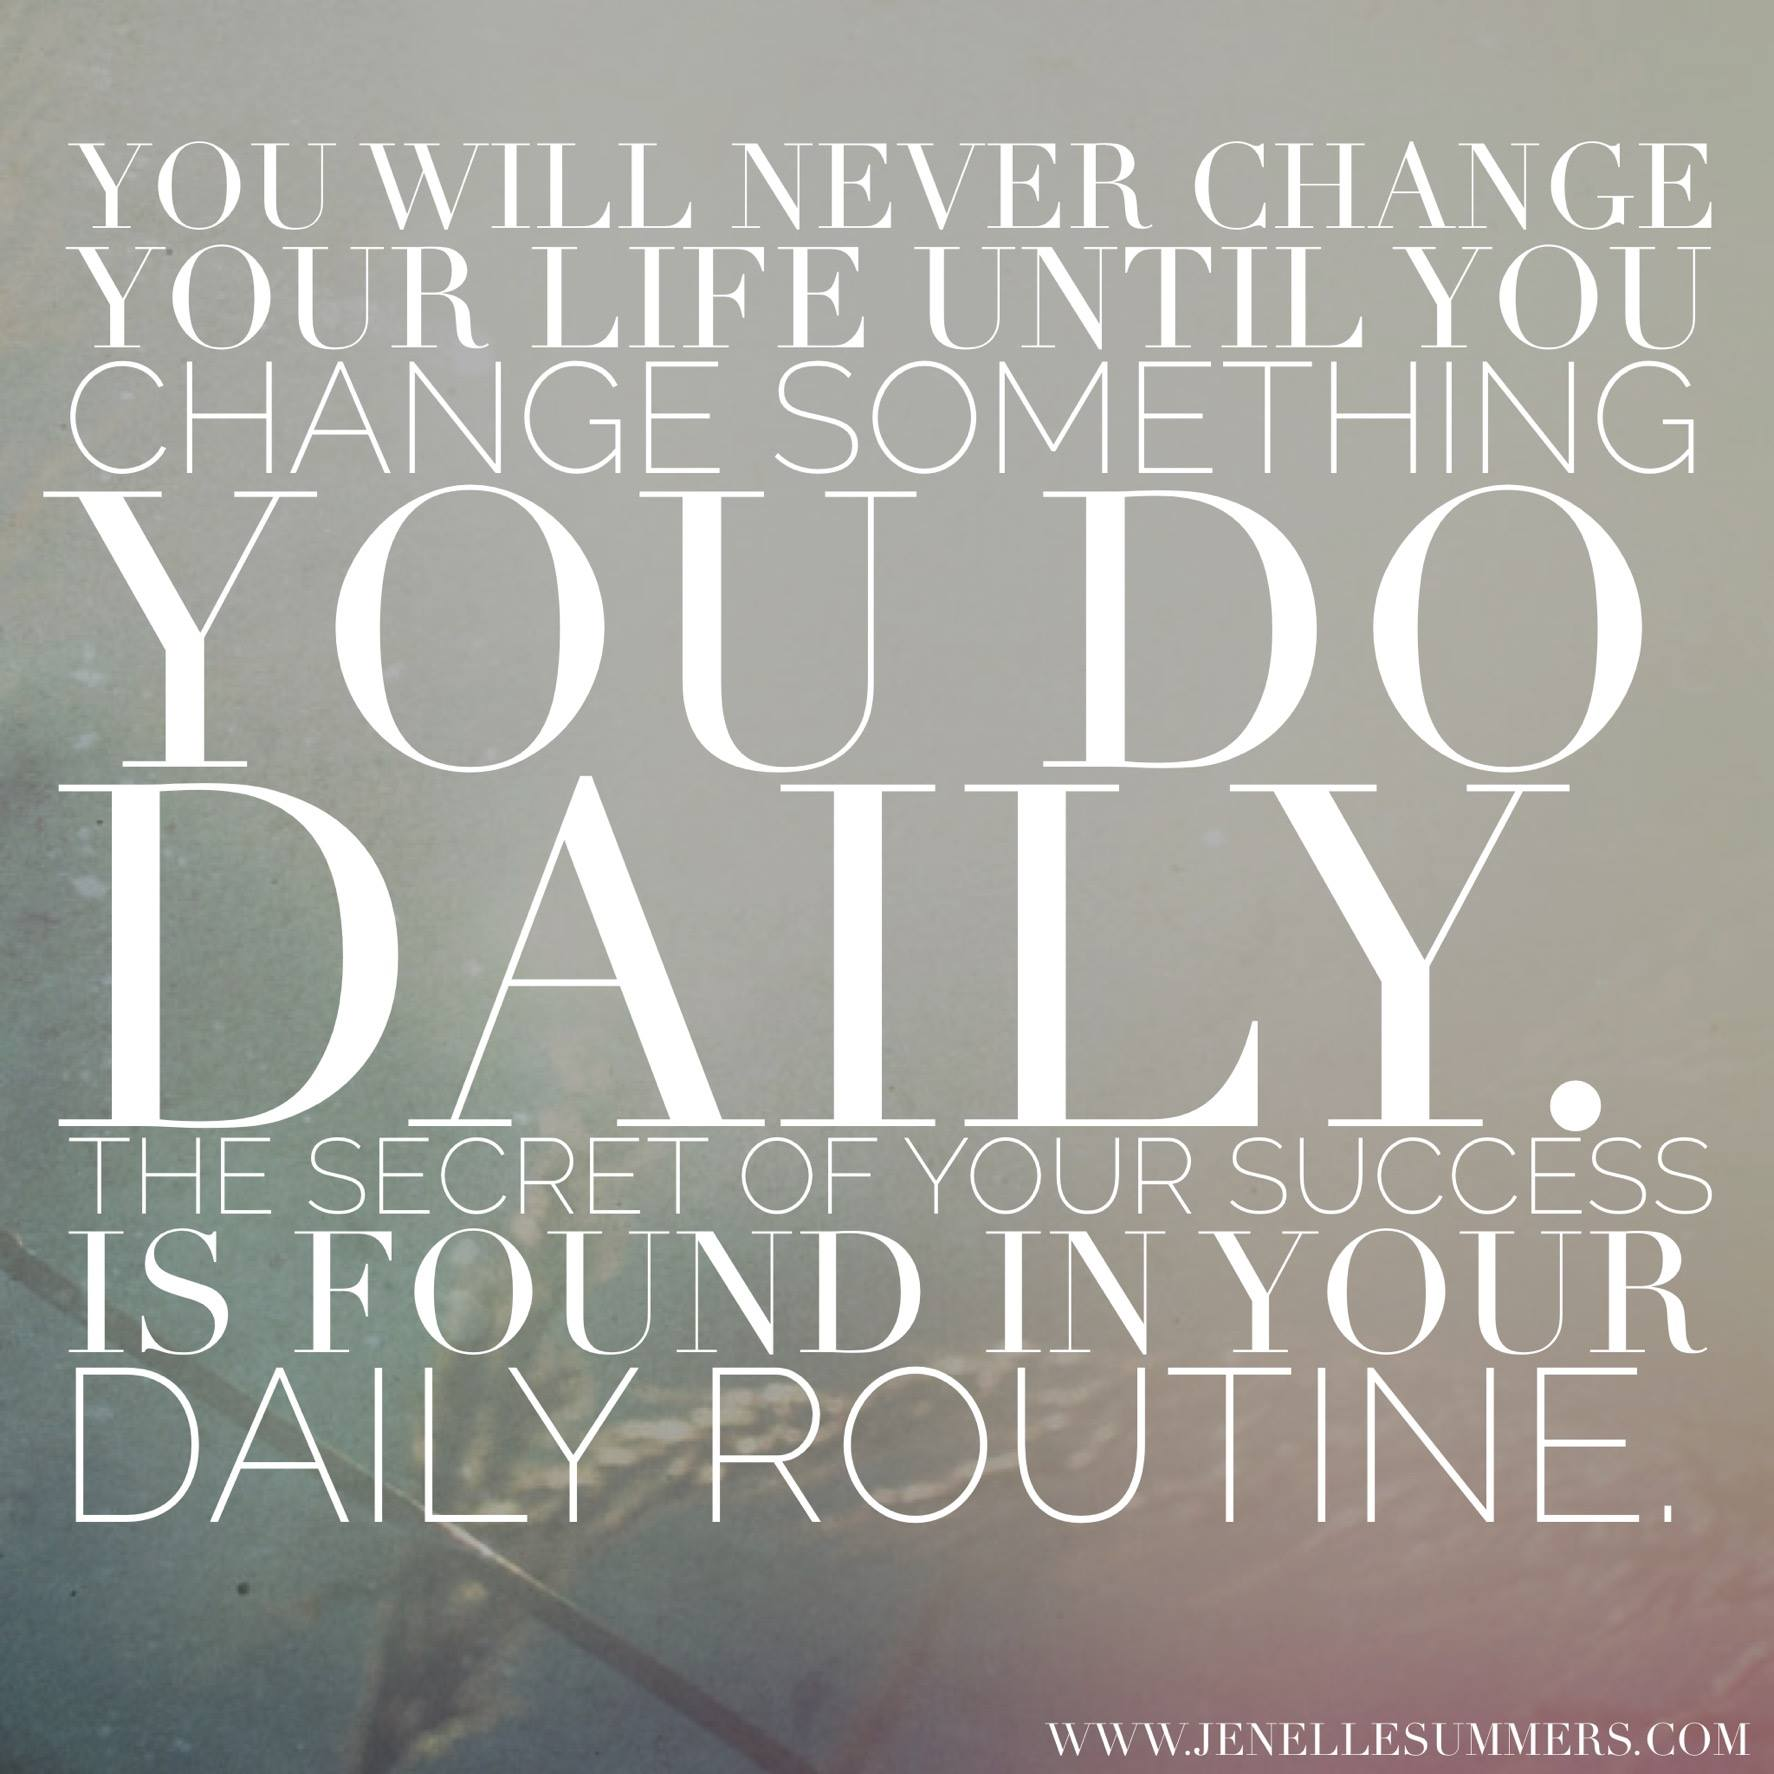 YOU WILL NEVER CHANGE
YOUR LIFE UNTIL YOU
CHANGE SOMETHING
YOU DO
DAILY.
THE SECRET OF YOUR SUCCESS
IS FOUND IN YOUR
DAILY ROUTINE.
WWW.JENELLESUMMERS.COM